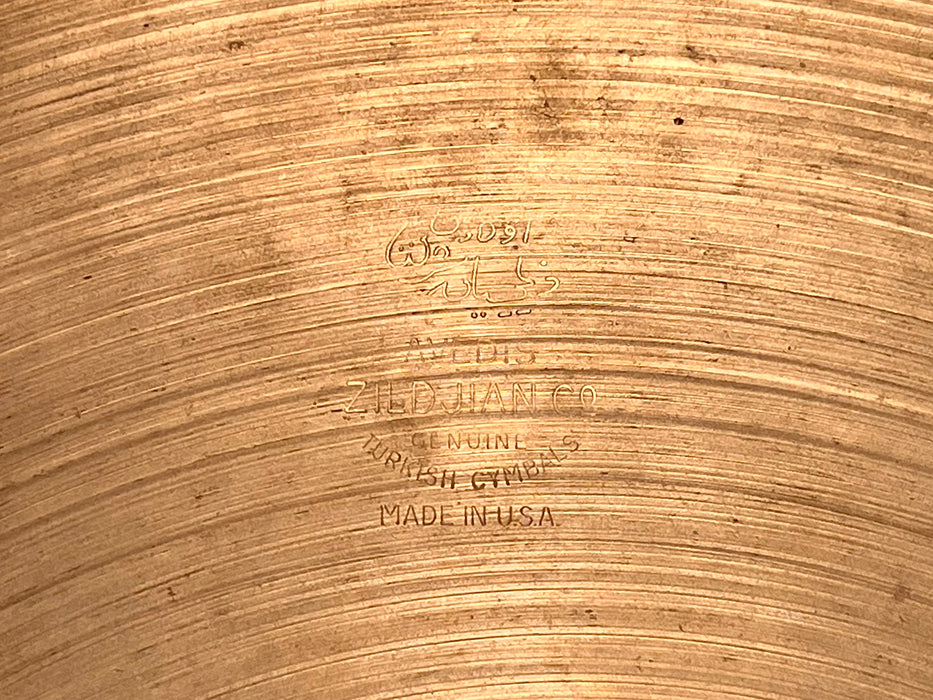 AVEDIS
ZILDJIAN CO
GENUINE
TURKISH CYMBALS
MADE IN U.S.A.